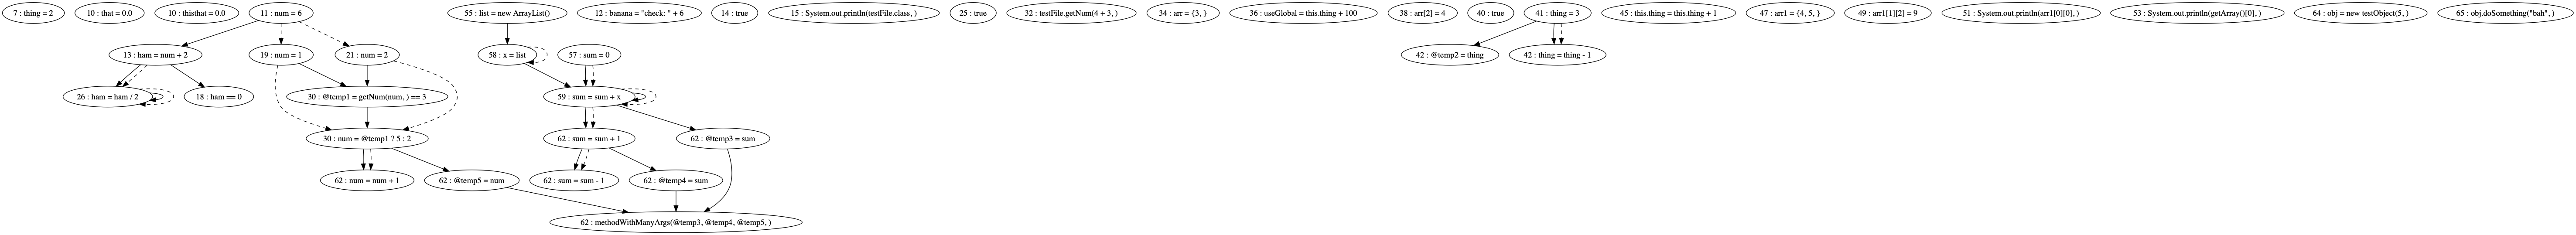 7 : thing = 2
10 : that = 0.0
10 : thisthat = 0.0
11 : num = 6
55 : list = new ArrayList()
12 : banana = "check: " + 6
14 : true
15 : System.out.println(testFile.class, )
25 : true
32 : testFile.getNum(4 + 3, )
34 : arr = {3, }
36 : useGlobal = this.thing + 100
38 : arr[2] = 4
40 : true
41 : thing = 3
45 : this.thing = this.thing + 1
47 : arr1 = {4, 5, }
49 : arr1[1][2] = 9
51 : System.out.println(arr1[0][0], )
53 : System.out.println(getArray()[0], )
64 : obj = new testObject(5, )
65 : obj.doSomething("bah", )
13 : ham = num + 2
19 : num = 1
21 : num = 2
58 : x = list
57 : sum = 0
42 : @temp2 = thing
42 : thing = thing - 1
26 : ham = ham / 2
18 : ham == 0
30 : @temp1 = getNum(num, ) == 3
59 : sum = sum + x
30 : num = @temp1 ? 5 : 2
62 : sum = sum + 1
62 : @temp3 = sum
62 : num = num + 1
62 : @temp5 = num
62 : sum = sum - 1
62 : @temp4 = sum
62 : methodWithManyArgs(@temp3, @temp4, @temp5, )